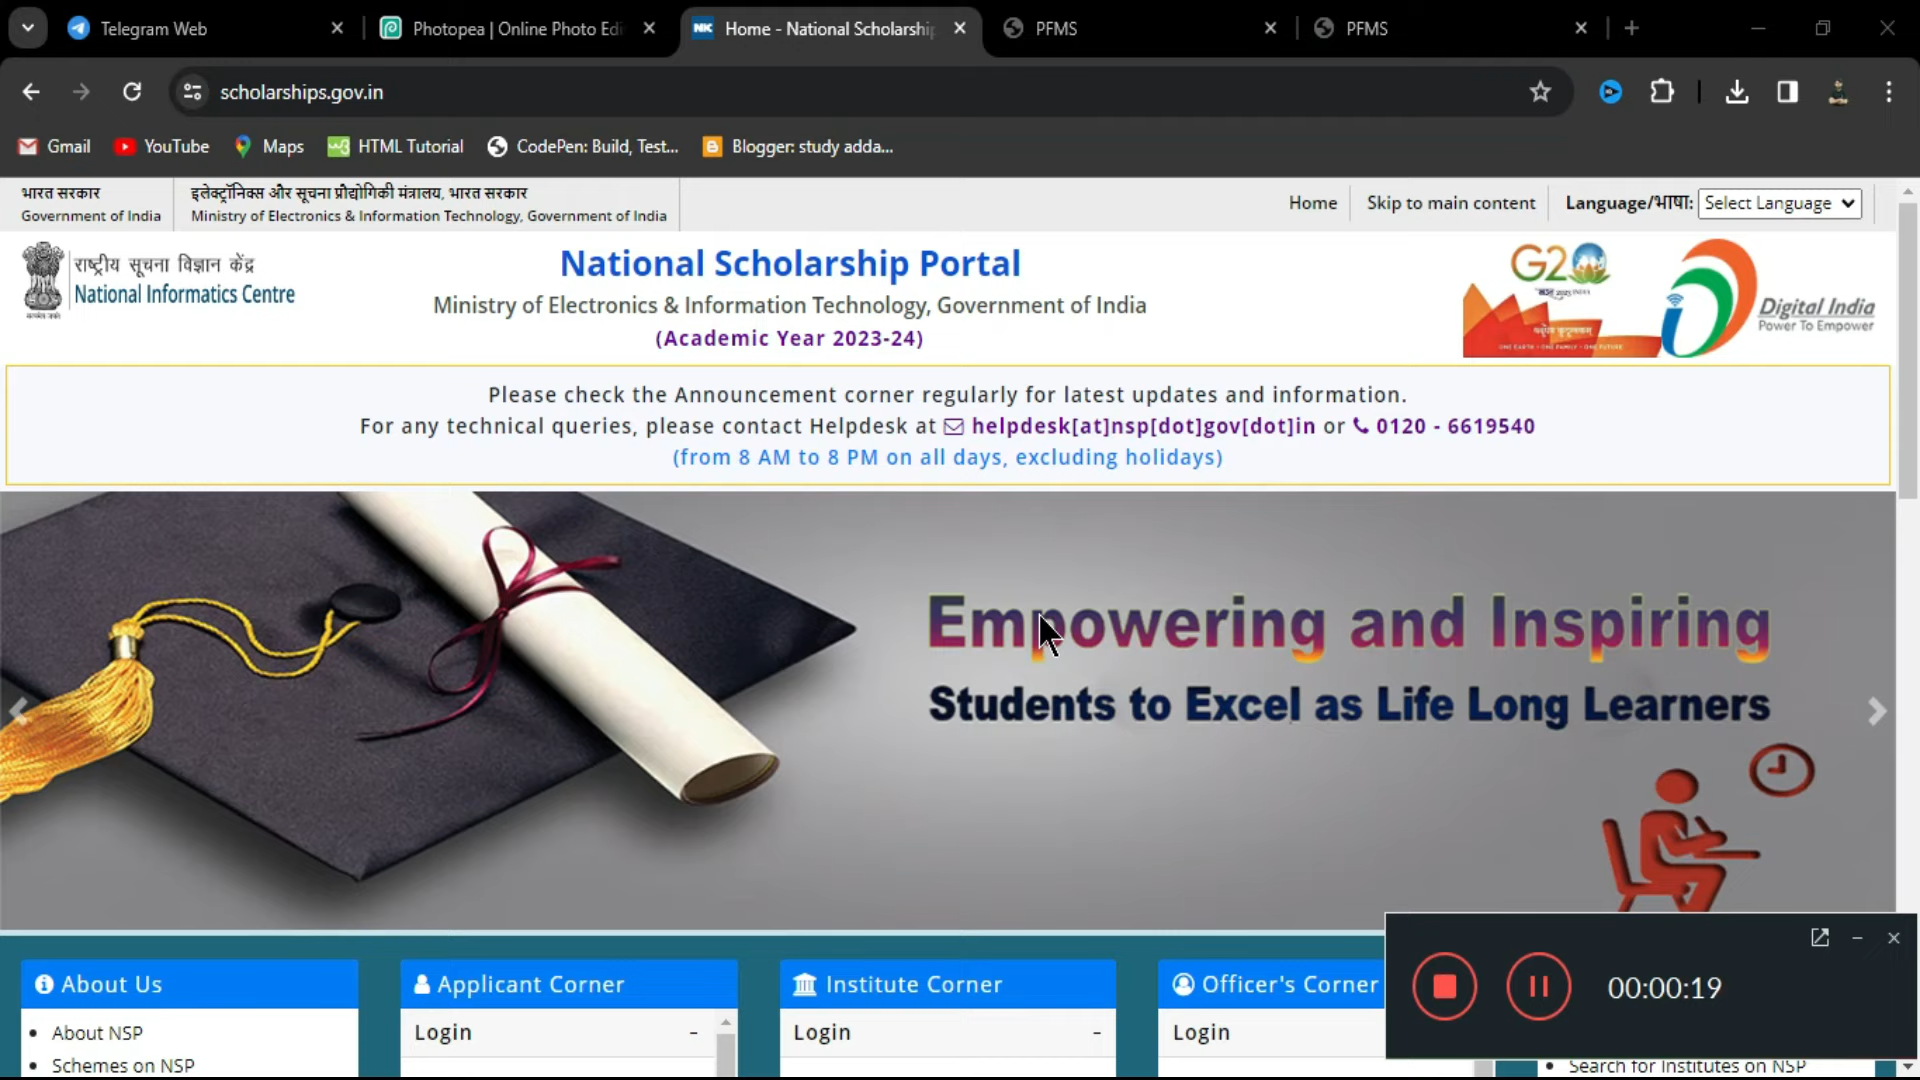 Telegram Web
Photopea | Online Photo Edi
Home - National Scholarshi
PFMS
PFMS
scholarships.gov.in
Gmail
YouTube
Maps
HTML Tutorial
CodePen: Build, Test...
Blogger: study adda...
भारत सरकार
Government of India
इलेक्ट्रॉनिक्स और सूचना प्रौद्योगिकी मंत्रालय, भारत सरकार
Ministry of Electronics & Information Technology, Government of India
Home
Skip to main content
Language/भाषा:
Select Language
राष्ट्रीय सूचना विज्ञान केंद्र
National Informatics Centre
National Scholarship Portal
Ministry of Electronics & Information Technology, Government of India
(Academic Year 2023-24)
G20
Digital India
Power To Empower
Please check the Announcement corner regularly for latest updates and information.
For any technical queries, please contact Helpdesk at helpdesk[at]nsp[dot]gov[dot]in or 0120 - 6619540
(from 8 AM to 8 PM on all days, excluding holidays)
Empowering and Inspiring
Students to Excel as Life Long Learners
About Us
About NSP
Schemes on NSP
Applicant Corner
Login -
Institute Corner
Login -
Officer's Corner
Login
00:00:19
Search for Institutes on NSP